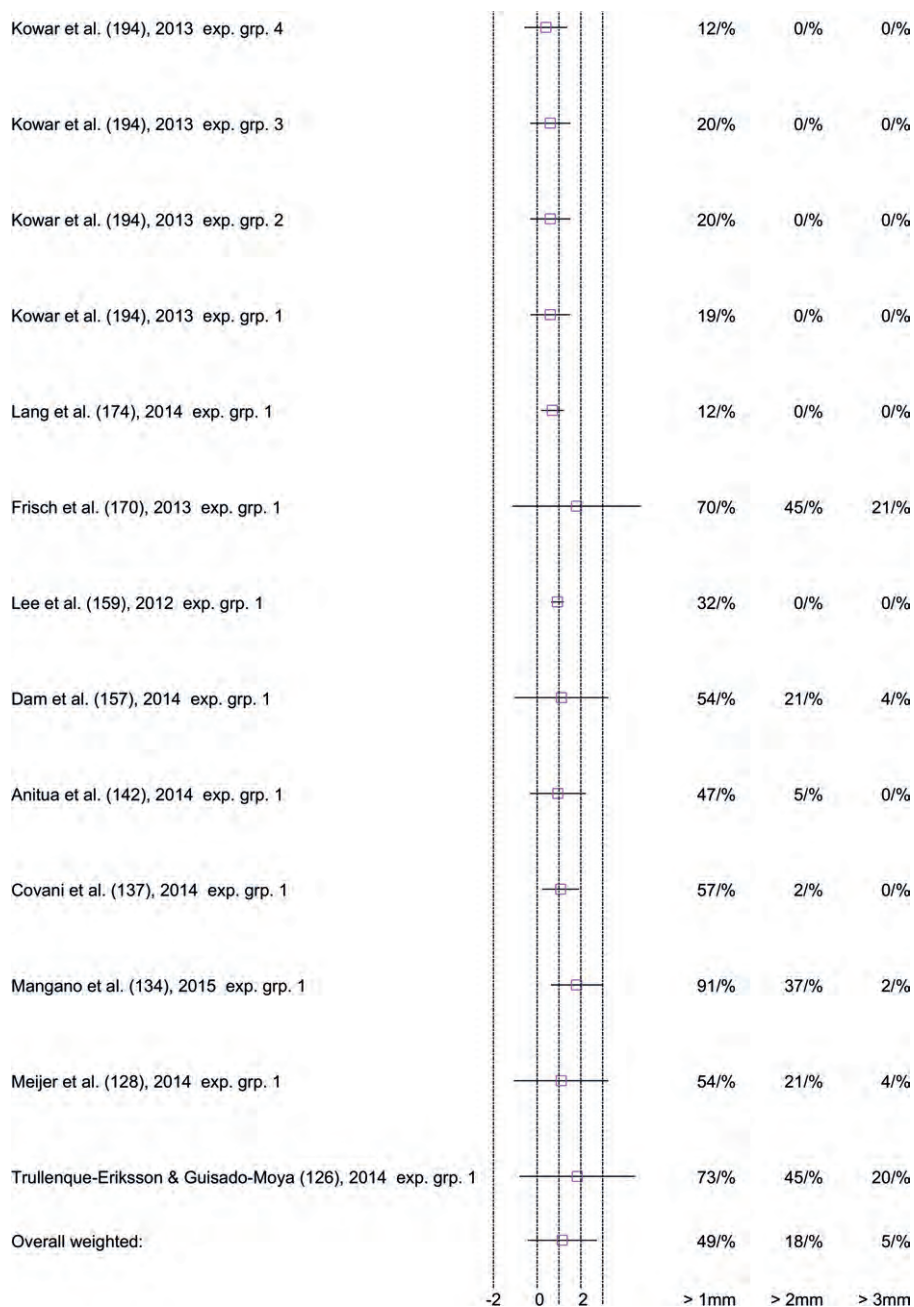 Kowar et al. (194), 2013 exp. grp. 4 12/% 0/% 0/%
Kowar et al. (194), 2013 exp. grp. 3 20/% 0/% 0/%
Kowar et al. (194), 2013 exp. grp. 2 20/% 0/% 0/%
Kowar et al. (194), 2013 exp. grp. 1 19/% 0/% 0/%
Lang et al. (174), 2014 exp. grp. 1 12/% 0/% 0/%
Frisch et al. (170), 2013 exp. grp. 1 70/% 45/% 21/%
Lee et al. (159), 2012 exp. grp. 1 32/% 0/% 0/%
Dam et al. (157), 2014 exp. grp. 1 54/% 21/% 4/%
Anitua et al. (142), 2014 exp. grp. 1 47/% 5/% 0/%
Covani et al. (137), 2014 exp. grp. 1 57/% 2/% 0/%
Mangano et al. (134), 2015 exp. grp. 1 91/% 37/% 2/%
Meijer et al. (128), 2014 exp. grp. 1 54/% 21/% 4/%
Trullenque-Eriksson & Guisado-Moya (126), 2014 exp. grp. 1 73/% 45/% 20/%
Overall weighted: 49/% 18/% 5/%
-2 0 2 > 1mm > 2mm > 3mm